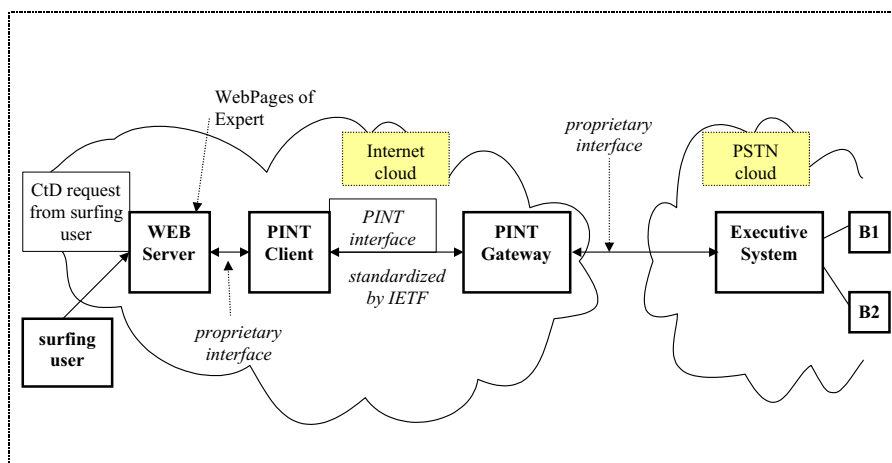 WebPages of
Expert
Internet
cloud
proprietary
interface
PSTN
cloud
CtD request
from surfing
user
WEB
Server
PINT
Client
PINT
interface
standardized
by IETF
PINT
Gateway
Executive
System
B1
B2
proprietary
interface
surfing
user